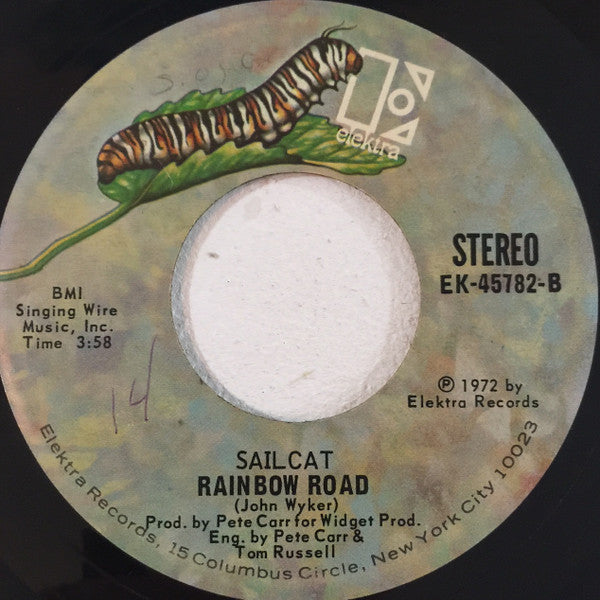 elektra
STEREO
EK-45782-B
BMI
Singing Wire
Music, Inc.
Time 3:58
14
℗ 1972 by
Elektra Records
SAILCAT
RAINBOW ROAD
(John Wyker)
Prod. by Pete Carr for Widget Prod.
Eng. by Pete Carr &
Tom Russell
Elektra Records, 15 Columbus Circle, New York City 10023